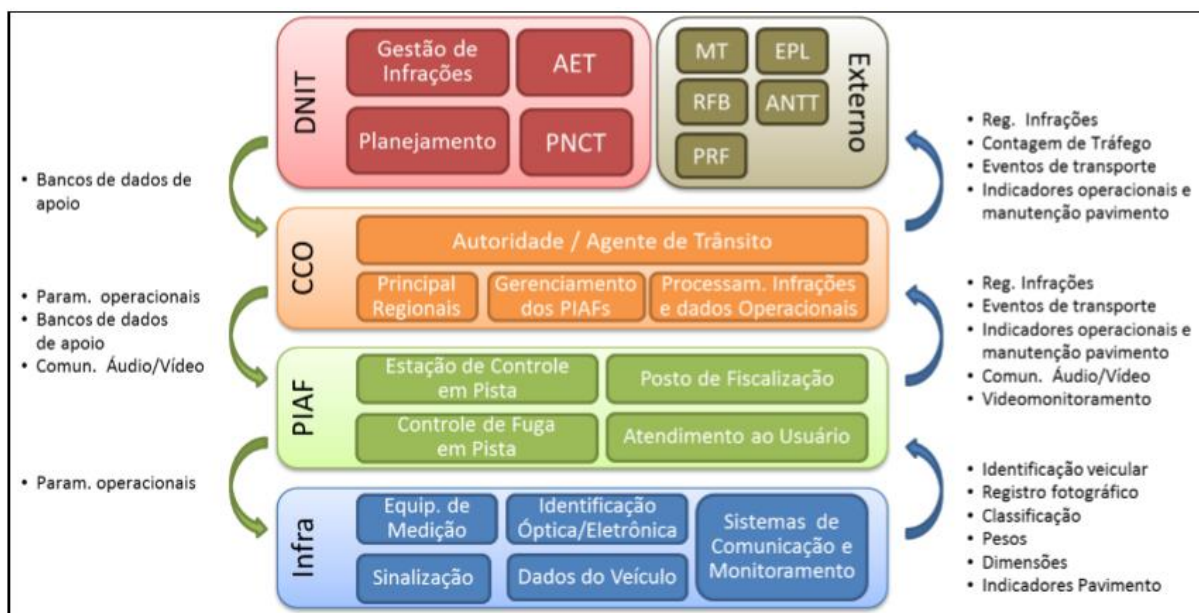 DNIT
Gestão de
Infrações
AET
Planejamento
PNCT
Externo
MT
EPL
RFB
ANTT
PRF
• Bancos de dados de
apoio
• Reg. Infrações
• Contagem de Tráfego
• Eventos de transporte
• Indicadores operacionais e
manutenção pavimento
CCO
Autoridade / Agente de Trânsito
Principal
Regionais
Gerenciamento
dos PIAFs
Processam. Infrações
e dados Operacionais
• Param. operacionais
• Bancos de dados
de apoio
• Comun. Áudio/Vídeo
• Reg. Infrações
• Eventos de transporte
• Indicadores operacionais e
manutenção pavimento
• Comun. Áudio/Vídeo
• Videomonitoramento
PIAF
Estação de Controle
em Pista
Posto de Fiscalização
Controle de Fuga
em Pista
Atendimento ao Usuário
• Param. operacionais
• Identificação veicular
• Registro fotográfico
• Classificação
• Pesos
• Dimensões
• Indicadores Pavimento
Infra
Equip. de
Medição
Identificação
Óptica/Eletrônica
Sistemas de
Comunicação e
Monitoramento
Sinalização
Dados do Veículo